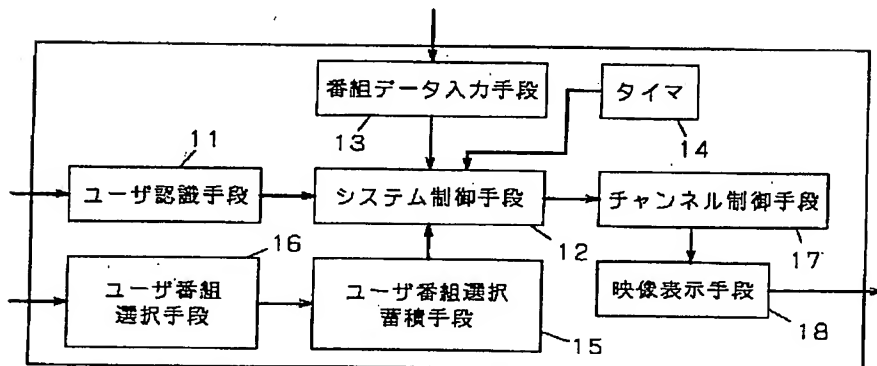 番組データ入力手段
タイマ
13
14
11
ユーザ認識手段
システム制御手段
チャンネル制御手段
16
12
17
ユーザ番組
選択手段
ユーザ番組選択
蓄積手段
映像表示手段
15
18